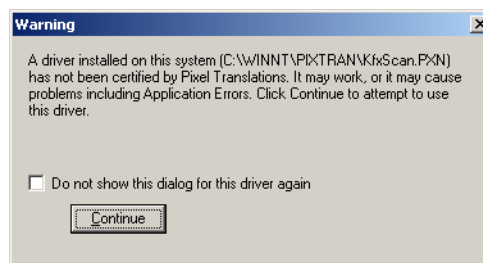 Warning
A driver installed on this system (C:\WINNT\PIXTRAN\KfxScan.PXN)
has not been certified by Pixel Translations. It may work, or it may cause
problems including Application Errors. Click Continue to attempt to use
this driver.
Do not show this dialog for this driver again
Continue